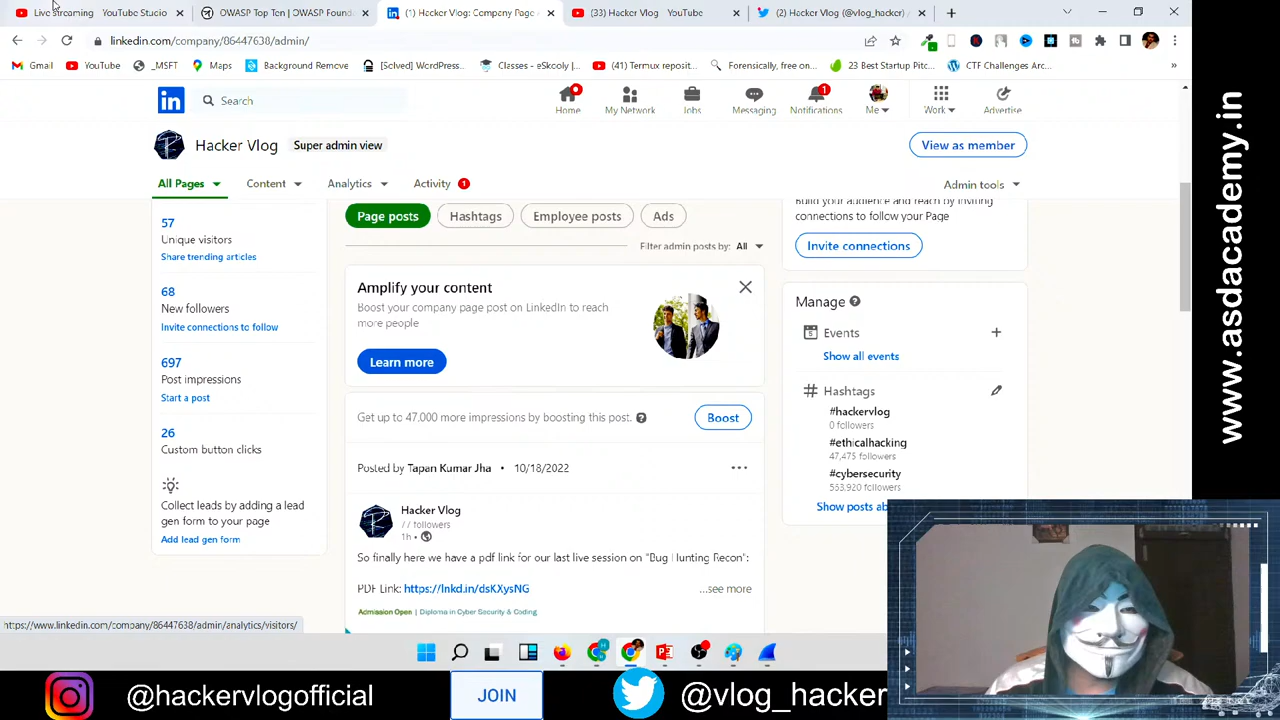 Live Streaming - YouTube Studio
OWASP Top Ten | OWASP Founda
(1) Hacker Vlog: Company Page
(33) Hacker Vlog - YouTube
(2) Hacker Vlog (@vlog_hacker)
linkedin.com/company/86447638/admin/
Gmail
YouTube
_MSFT
Maps
Background Remove
[Solved] WordPress...
Classes - eSkooly |...
(41) Termux reposit...
Forensically, free on...
23 Best Startup Pitc...
CTF Challenges Arc...
»
in
Search
Home
My Network
Jobs
Messaging
1
Notifications
Me
Work
Advertise
Hacker Vlog
Super admin view
View as member
All Pages
Content
Analytics
Activity 1
Admin tools
57
Unique visitors
Share trending articles
68
New followers
Invite connections to follow
697
Post impressions
Start a post
26
Custom button clicks
Collect leads by adding a lead
gen form to your page
Add lead gen form
Page posts
Hashtags
Employee posts
Ads
Filter admin posts by: All
Amplify your content
Boost your company page post on LinkedIn to reach
more people
Learn more
Get up to 47,000 more impressions by boosting this post.
Boost
Posted by Tapan Kumar Jha • 10/18/2022
Hacker Vlog
77 followers
1h •
So finally here we have a pdf link for our last live session on "Bug Hunting Recon":
PDF Link: https://lnkd.in/dsKXysNG
...see more
Admission Open | Diploma in Cyber Security & Coding
build your audience and reach by inviting
connections to follow your Page
Invite connections
Manage
Events
Show all events
Hashtags
#hackervlog
0 followers
#ethicalhacking
47,475 followers
#cybersecurity
553,920 followers
Show posts
https://www.linkedin.com/company/86447638/admin/analytics/visitors/
@hackervlogofficial
JOIN
@vlog_hacker
www.asdacademy.in